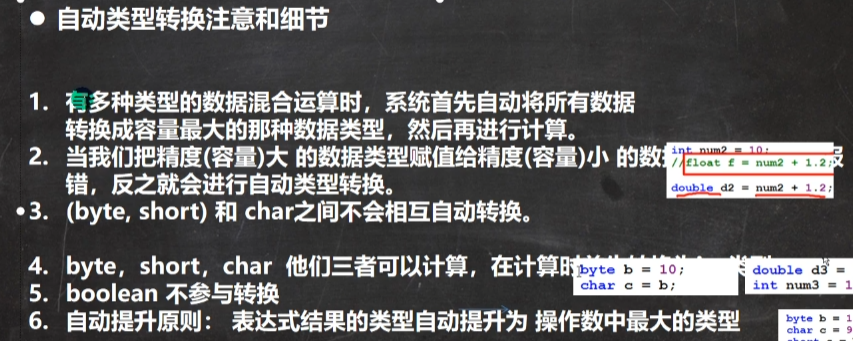 自动类型转换注意和细节
1. 有多种类型的数据混合运算时，系统首先自动将所有数据
转换成容量最大的那种数据类型，然后再进行计算。
2. 当我们把精度(容量)大 的数据类型赋值给精度(容量)小 的数
int num2 = 10;
//float f = num2 + 1.2;
double d2 = num2 + 1.2;
错，反之就会进行自动类型转换。
3. (byte, short) 和 char之间不会相互自动转换。
4. byte，short，char 他们三者可以计算，在计算时
byte b = 10;
char c = b;
double d3 =
int num3 = 1
5. boolean 不参与转换
6. 自动提升原则： 表达式结果的类型自动提升为 操作数中最大的类型
byte b = 1
char c = 9